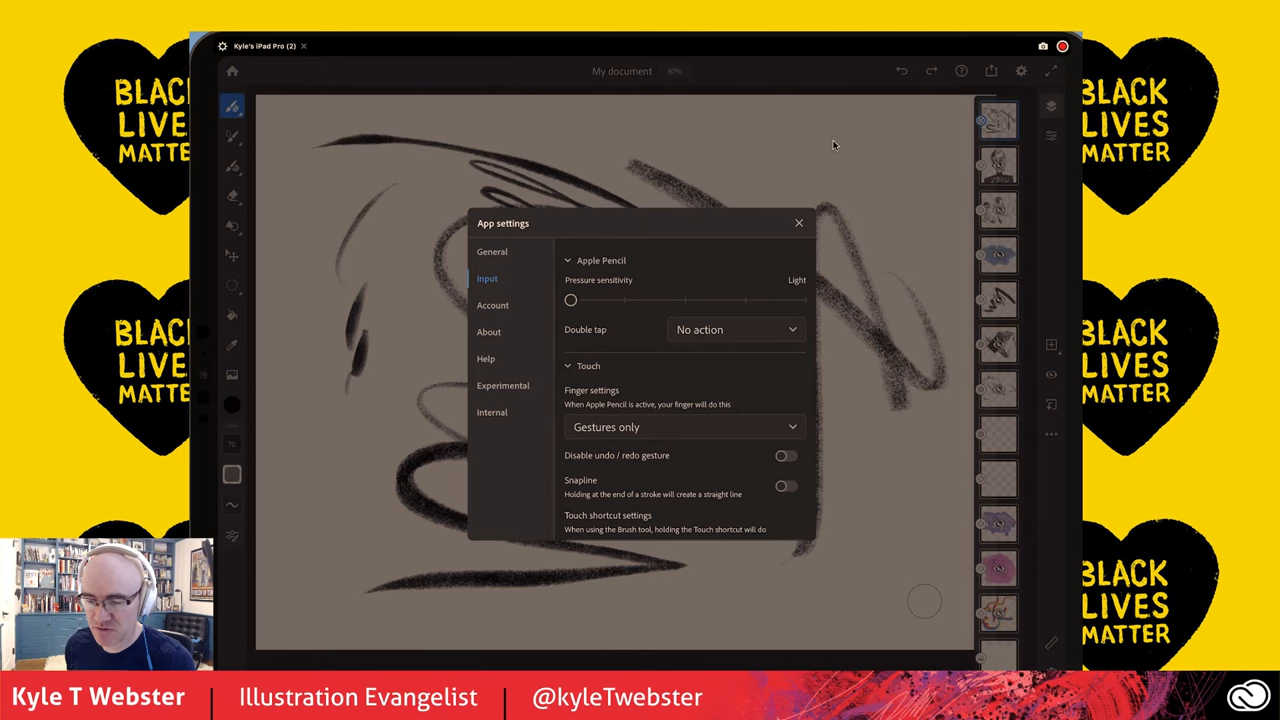 Kyle's iPad Pro (2)
My document 87%
BLACK
LIVES
MATTER
BLACK
LIVES
MATTER
App settings
General
Input
Account
About
Help
Experimental
Internal
Apple Pencil
Pressure sensitivity Light
Double tap No action
Touch
Finger settings
When Apple Pencil is active, your finger will do this
Gestures only
Disable undo / redo gesture
Snapline
Holding at the end of a stroke will create a straight line
Touch shortcut settings
When using the Brush tool, holding the Touch shortcut will do
70
BLACK
LIVES
MATTER
BLACK
LIVES
MATTER
BLACK
LIVES
MATTER
Kyle T Webster | Illustration Evangelist | @kyleTwebster